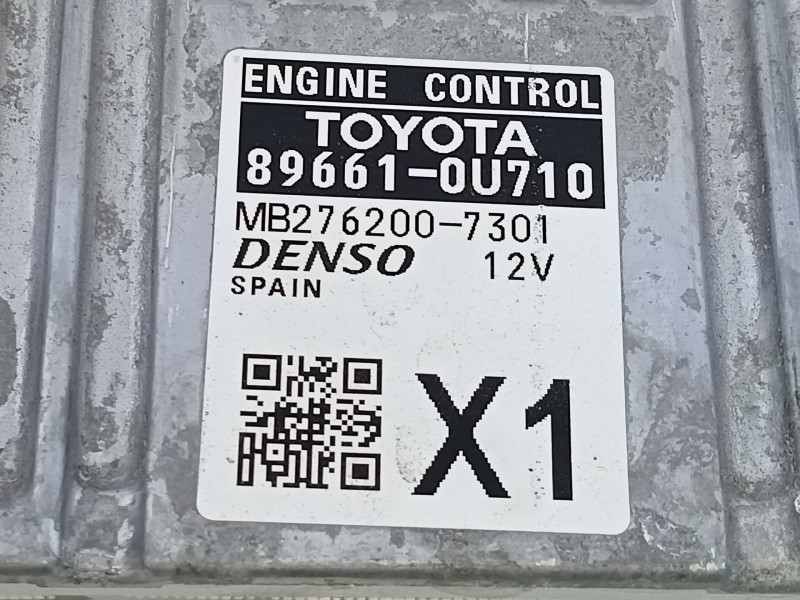 ENGINE CONTROL
TOYOTA
89661-0U710
MB276200-7301
DENSO 12V
SPAIN
X1